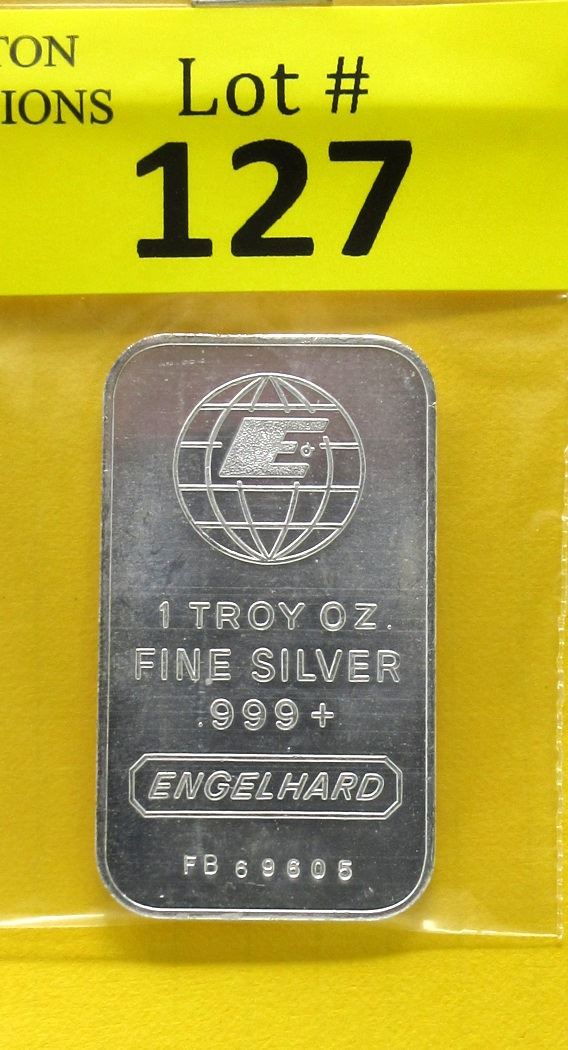 TON
IONS
Lot #
127
E
1 TROY OZ.
FINE SILVER
.999+
ENGELHARD
FB 69605